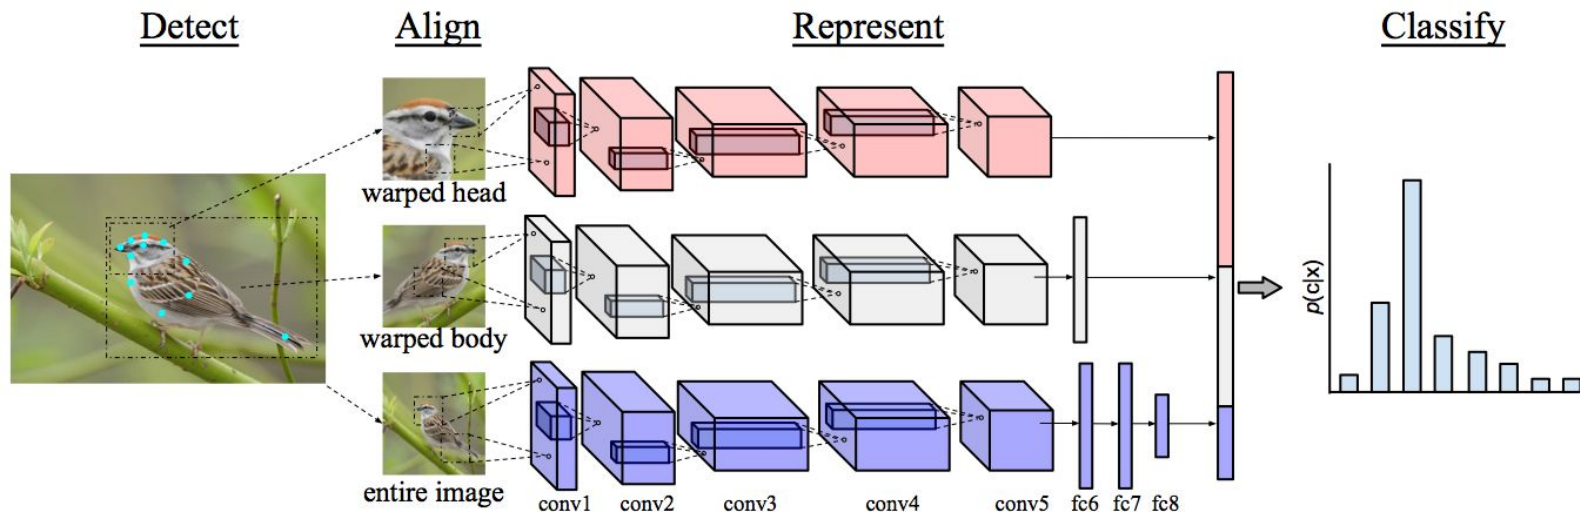 Detect
Align
Represent
Classify
warped head
warped body
entire image
conv1
conv2
conv3
conv4
conv5
fc6
fc7
fc8
p(c|x)